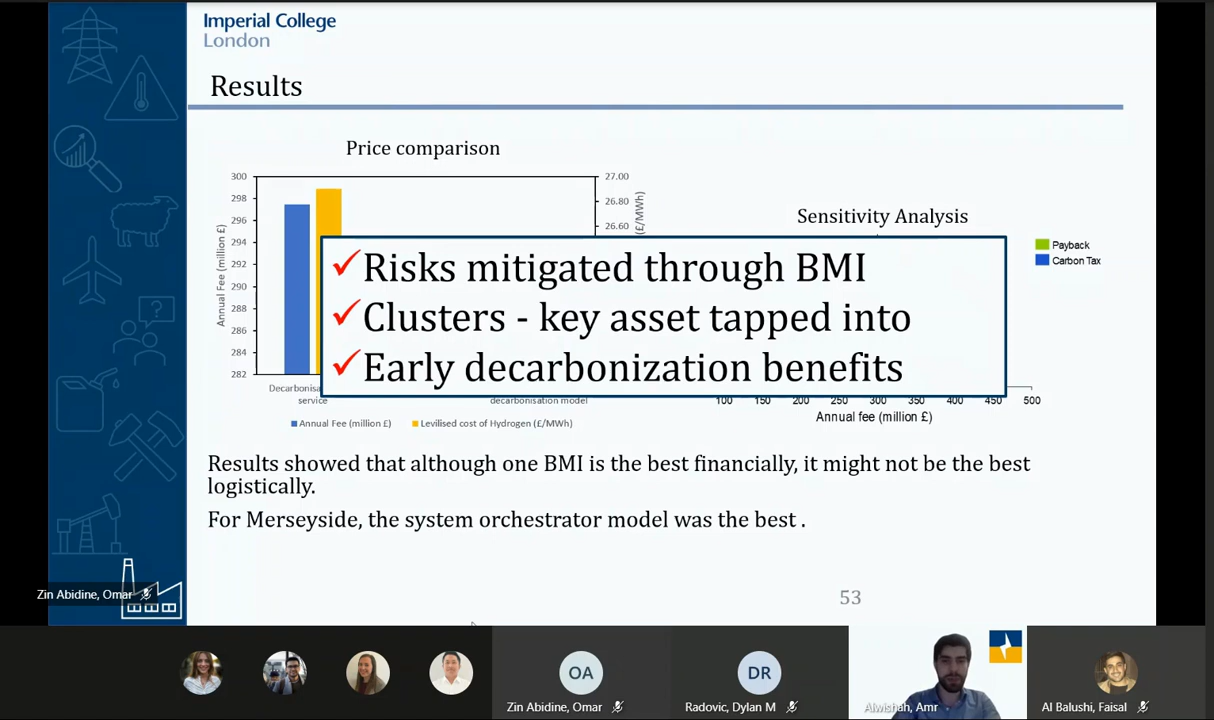 Imperial College
London
Results
Price comparison
300
298
296
294
292
290
288
286
284
282
Annual Fee (million £)
27.00
26.80
26.60
(£/MWh)
service
decarbonisation model
Annual Fee (million £)
Levilised cost of Hydrogen (£/MWh)
Sensitivity Analysis
Payback
Carbon Tax
Risks mitigated through BMI
Clusters - key asset tapped into
Early decarbonization benefits
100 150 200 250 300 350 400 450 500
Annual fee (million £)
Results showed that although one BMI is the best financially, it might not be the best
logistically.
For Merseyside, the system orchestrator model was the best .
53
Zin Abidine, Omar
OA
Zin Abidine, Omar
DR
Radovic, Dylan M
Alwishah, Amr
Al Balushi, Faisal